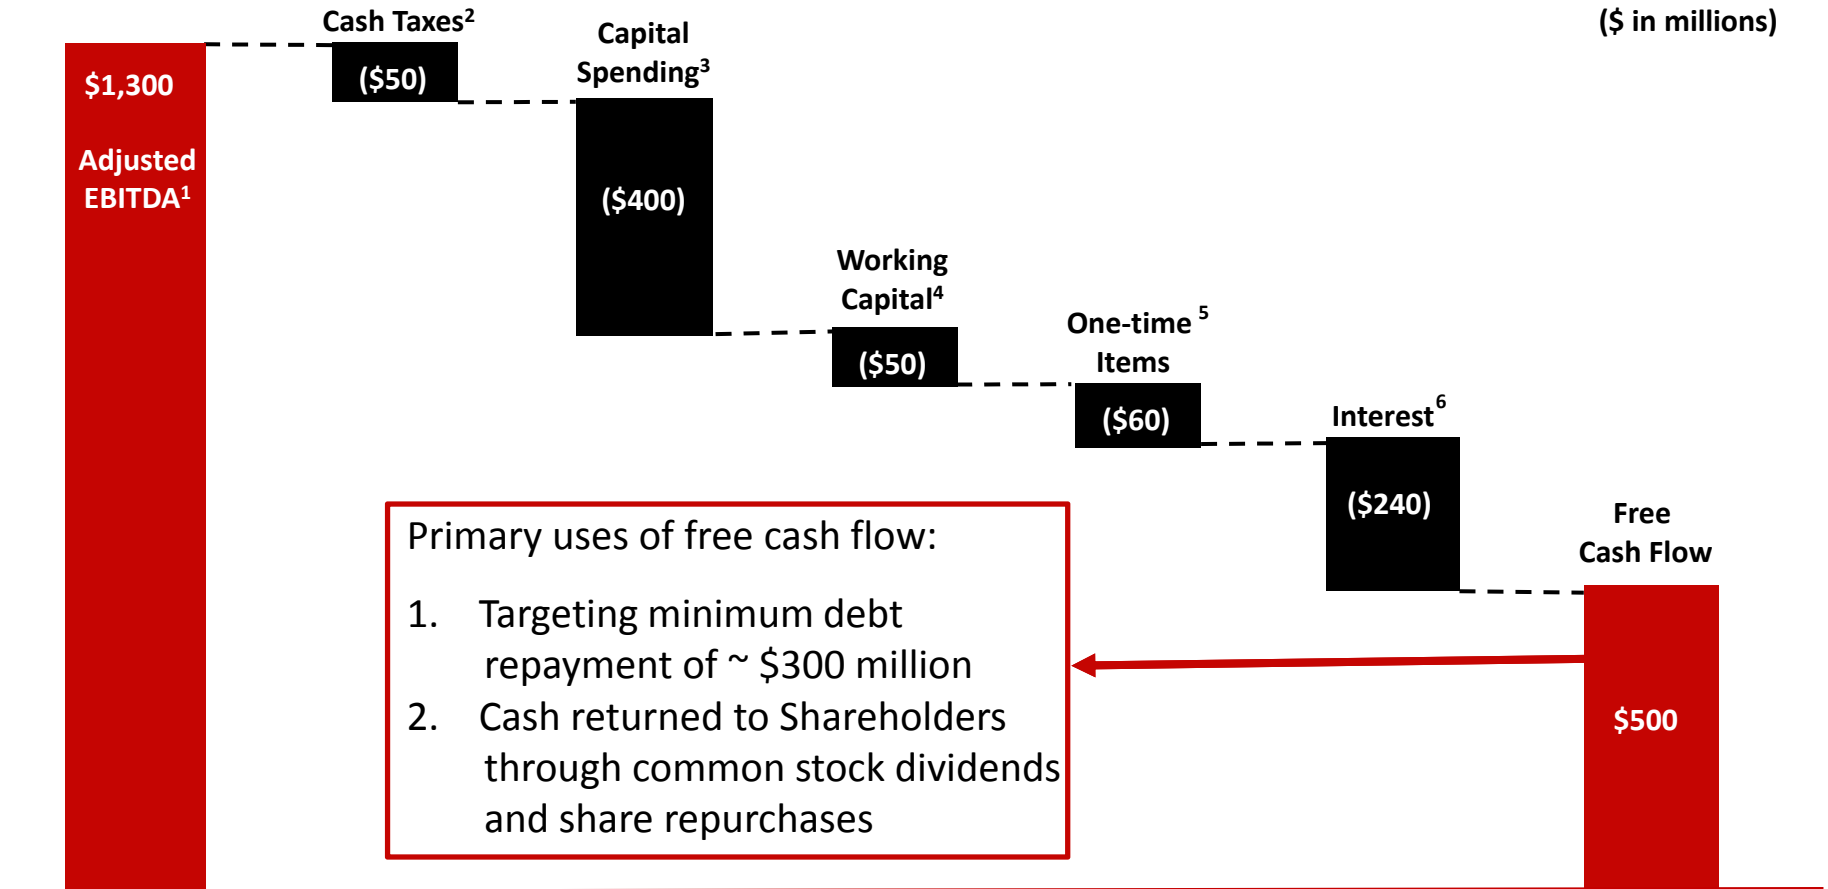 ($ in millions)
$1,300
Adjusted
EBITDA¹
Cash Taxes²
($50)
Capital
Spending³
($400)
Working
Capital⁴
($50)
One-time ⁵
Items
($60)
Interest⁶
($240)
Free
Cash Flow
$500
Primary uses of free cash flow:
1. Targeting minimum debt
repayment of ~ $300 million
2. Cash returned to Shareholders
through common stock dividends
and share repurchases